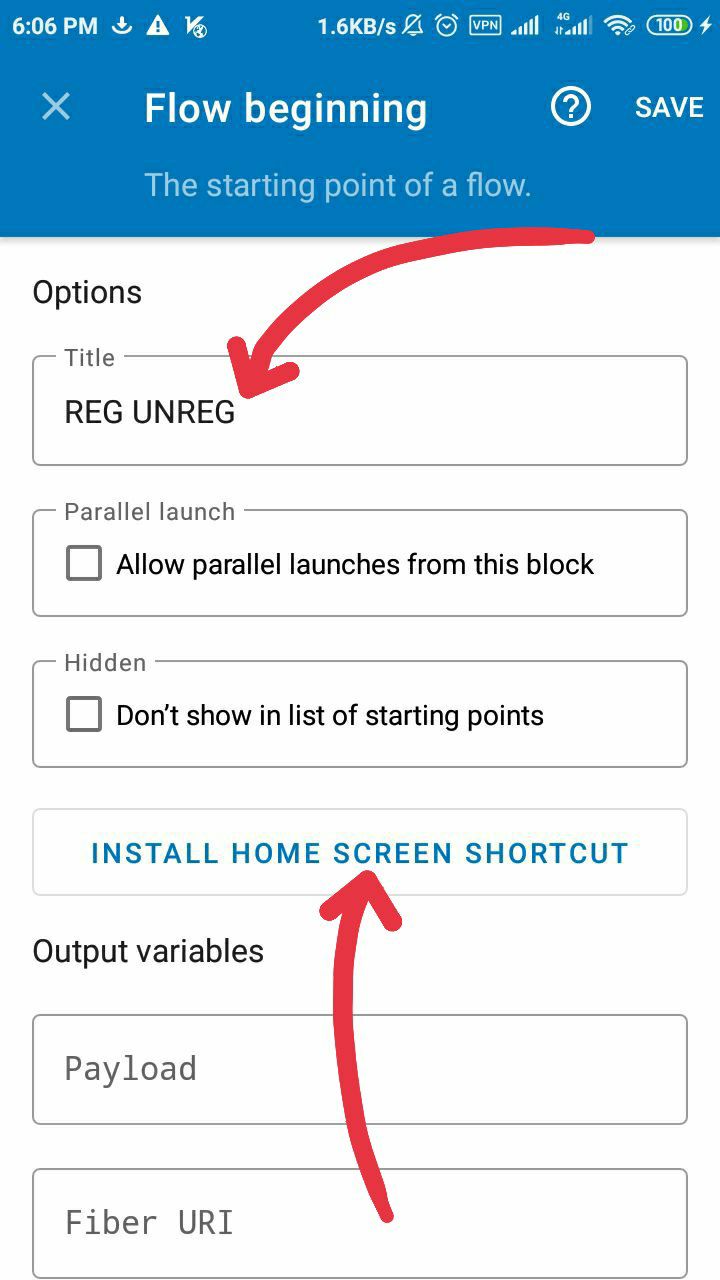 6:06 PM 1.6KB/s VPN 4G 100
Flow beginning SAVE
The starting point of a flow.
Options
Title
REG UNREG
Parallel launch
Allow parallel launches from this block
Hidden
Don’t show in list of starting points
INSTALL HOME SCREEN SHORTCUT
Output variables
Payload
Fiber URI